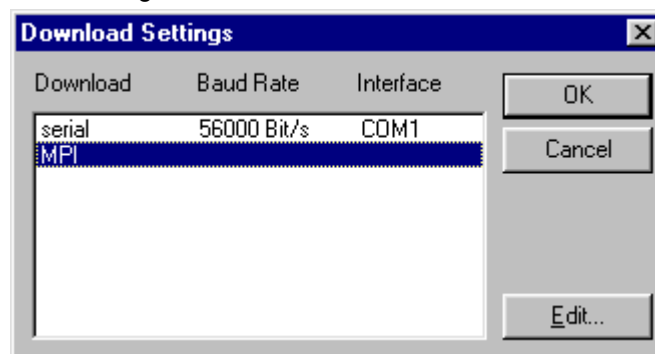 Download Settings
Download Baud Rate Interface
OK
serial 56000 Bit/s COM1
MPI
Cancel
Edit...